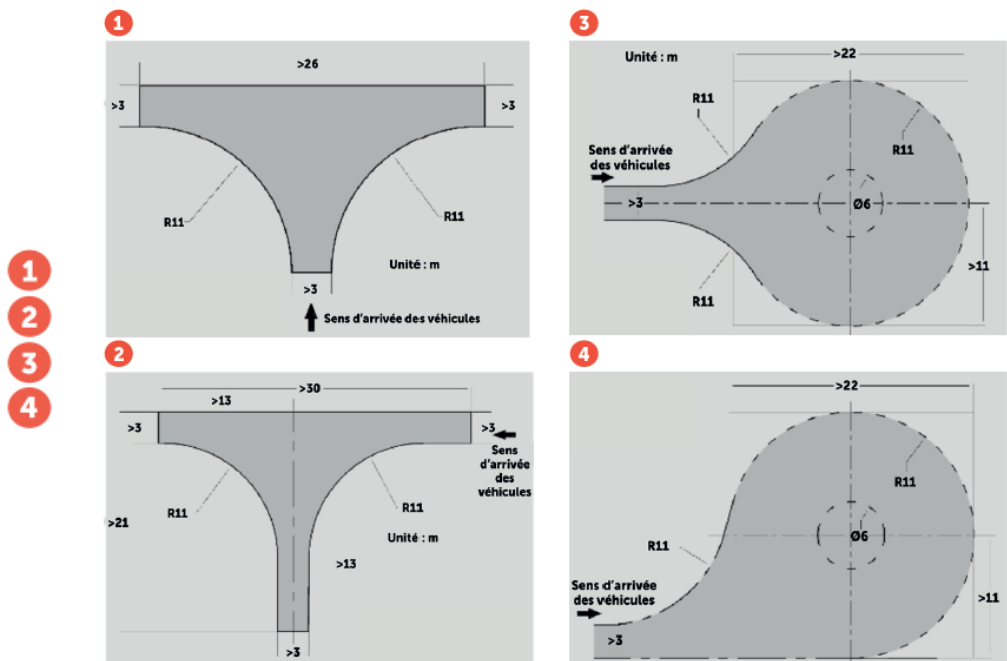 1
2
3
4
1
>26
>3
>3
R11
R11
Unité : m
>3
Sens d'arrivée des véhicules
2
>30
>13
>3
>3
Sens
d'arrivée
des
véhicules
R11
R11
>21
Unité : m
>13
>3
3
Unité : m
>22
R11
R11
Sens d'arrivée
des véhicules
>3
Ø6
R11
>11
4
>22
R11
R11
Ø6
Sens d'arrivée
des véhicules
>3
>11